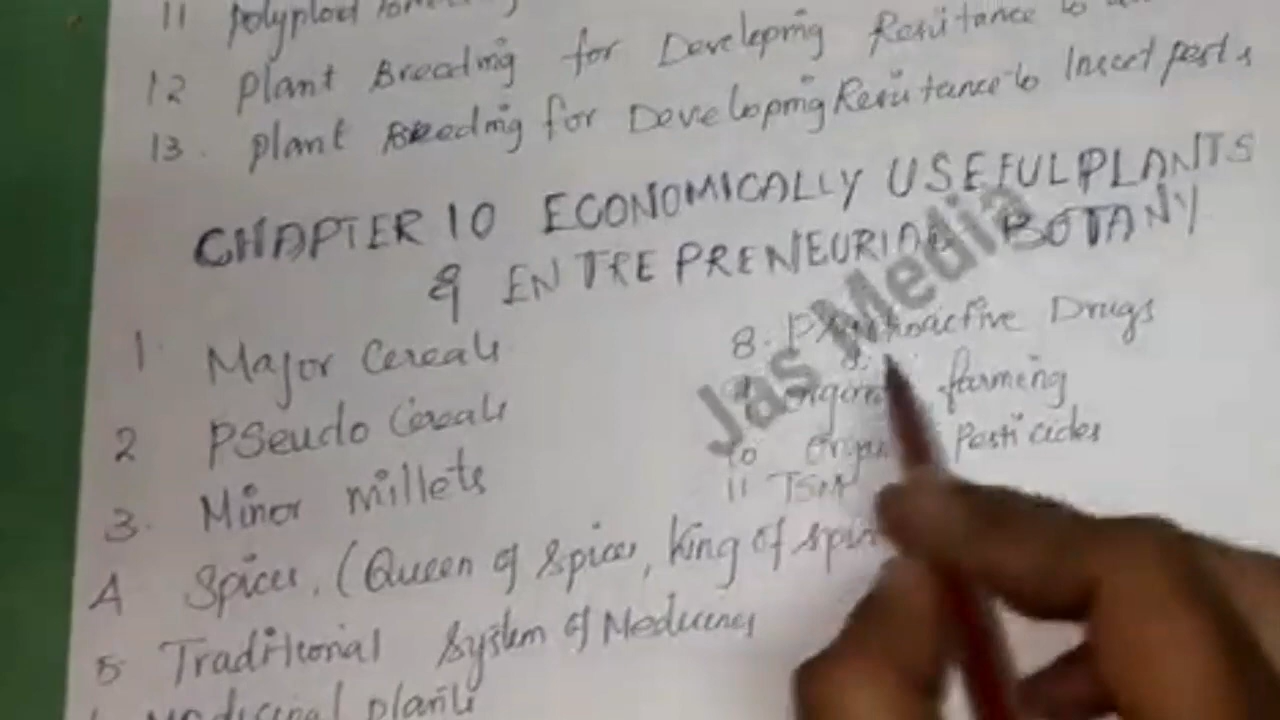 11 Polyploid
12 Plant Breeding for Developing Resistance to
13. Plant Breeding for Developing Resistance to Insect pests
CHAPTER 10 ECONOMICALLY USEFUL PLANTS
& ENTREPRENEURIAL BOTANY
1. Major Cereals
2 PSeudo Cereals
3. Minor millets
4 Spices, (Queen of Spices, King of
5 Traditional System of Medicines
Medicinal plants
8. Psychoactive Drugs
farming
10 Pesticides
11 TSMP
Jas Media